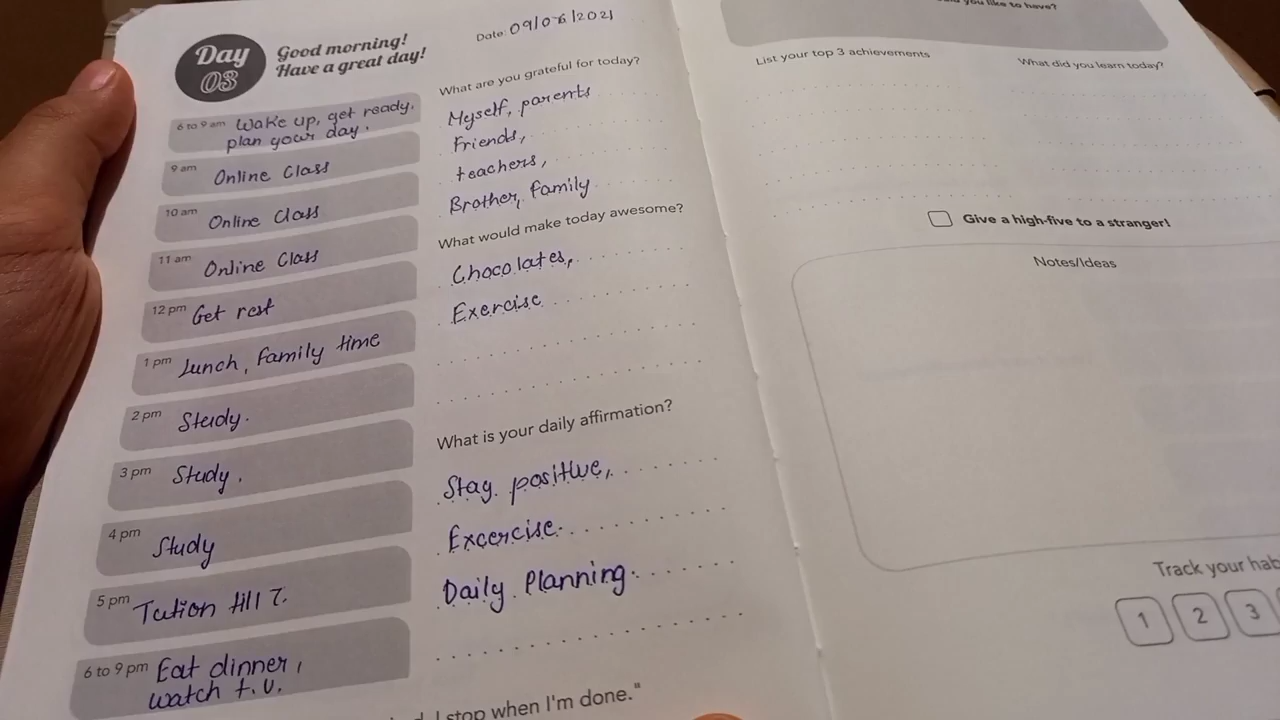 Day
03
Good morning!
Have a great day!
Date: 09/06/2021
6 to 9 am Wake up, get ready,
plan your day.
9 am Online Class
10 am Online Class
11 am Online Class
12 pm Get rest
1 pm Lunch, family time
2 pm Study.
3 pm Study.
4 pm Study
5 pm Tution till 7.
6 to 9 pm Eat dinner,
watch t.v.
What are you grateful for today?
Myself, parents
Friends,
teachers,
Brother, family
What would make today awesome?
Chocolates,
Exercise
What is your daily affirmation?
Stay positive,
Excercise.
Daily Planning.
I stop when I'm done."
you like to have?
List your top 3 achievements
What did you learn today?
Give a high-five to a stranger!
Notes/Ideas
Track your hab
1 2 3